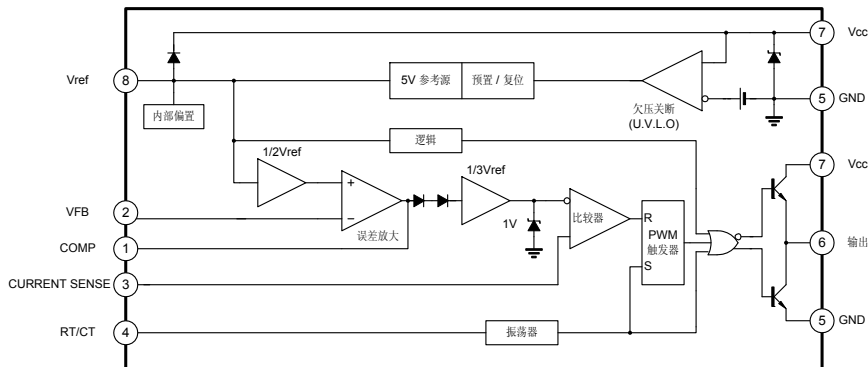 7
Vcc
Vref
8
5V 参考源
预置 / 复位
内部偏置
欠压关断
(U.V.L.O)
5
GND
逻辑
1/2Vref
1/3Vref
7
Vcc
+
−
VFB
2
1V
比较器
R
PWM
触发器
S
误差放大
COMP
1
6
输出
CURRENT SENSE
3
5
GND
RT/CT
4
振荡器